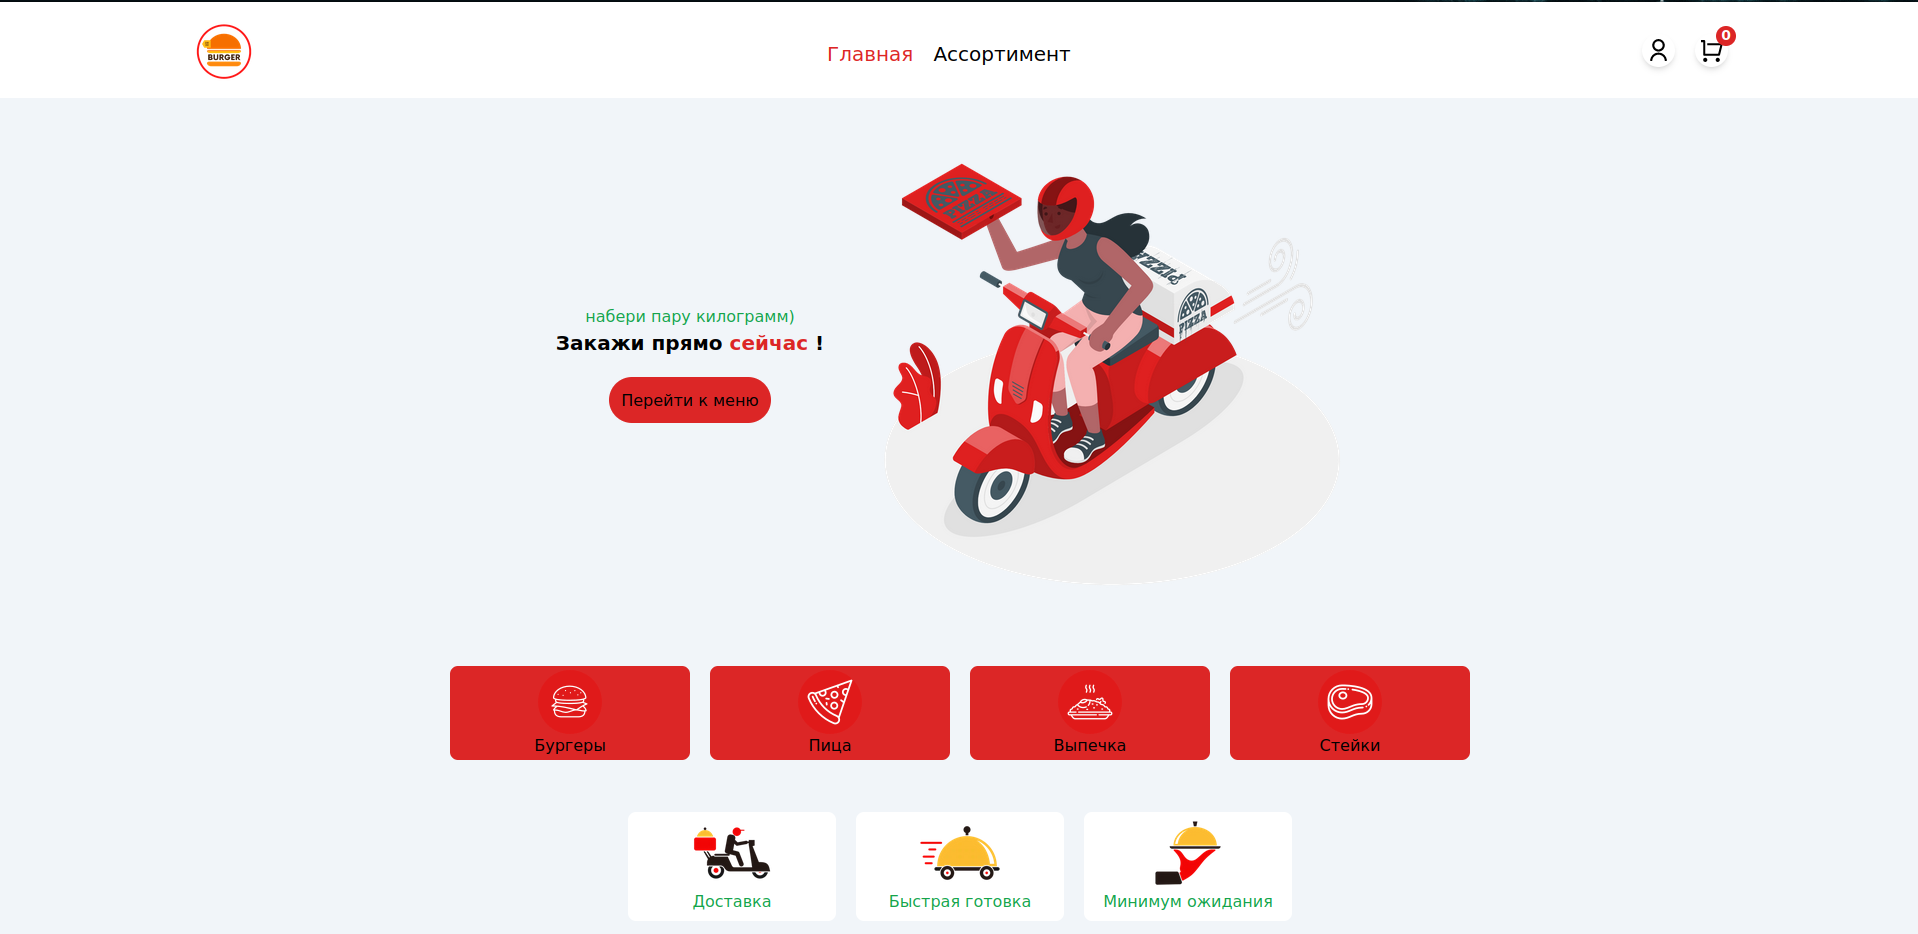 BURGER
Главная Ассортимент
0
PIZZA
PIZZA
PIZZA
набери пару килограмм)
Закажи прямо сейчас !
Перейти к меню
Бургеры Пица Выпечка Стейки
Доставка Быстрая готовка Минимум ожидания